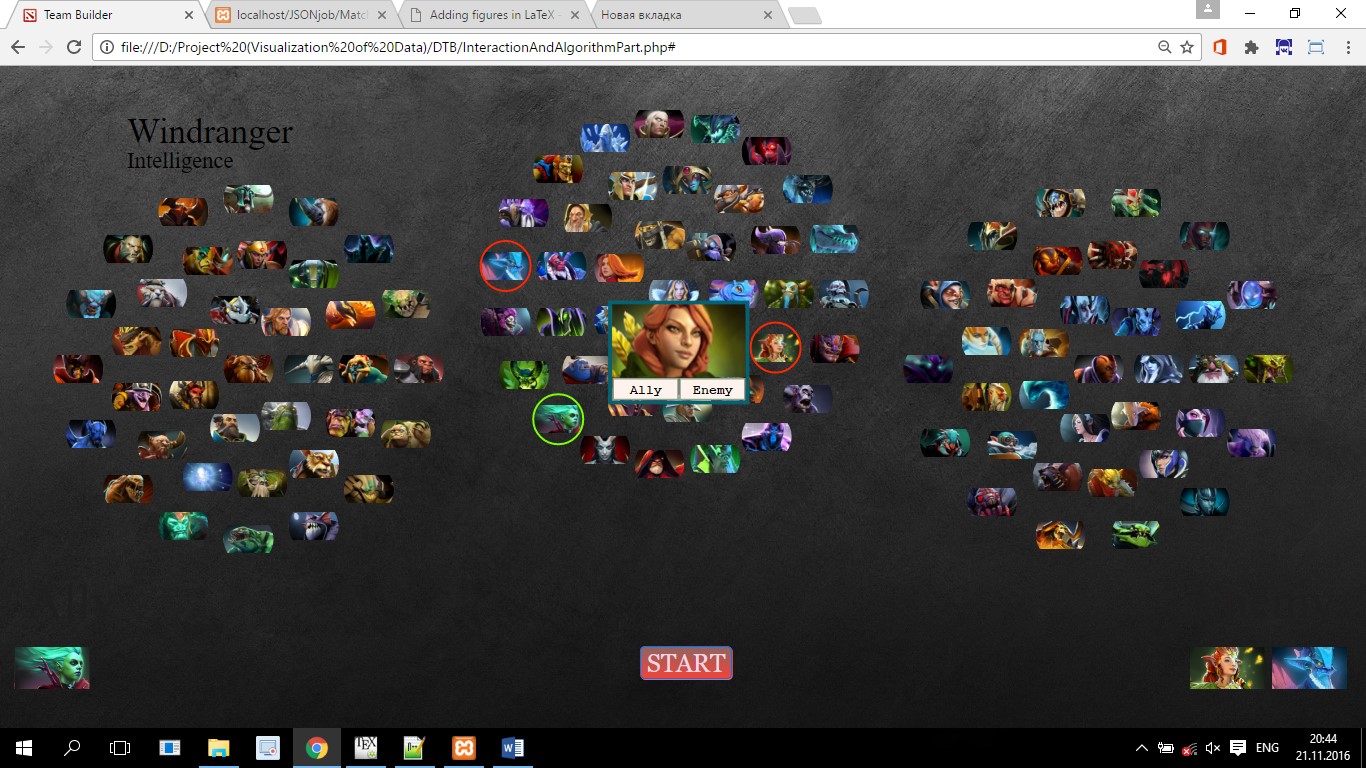 Team Builder
localhost/JSONjob/Matc
Adding figures in LaTeX -
Новая вкладка
file:///D:/Project%20(Visualization%20of%20Data)/DTB/InteractionAndAlgorithmPart.php#
Windranger
Intelligence
Ally Enemy
START
20:44
ENG
21.11.2016